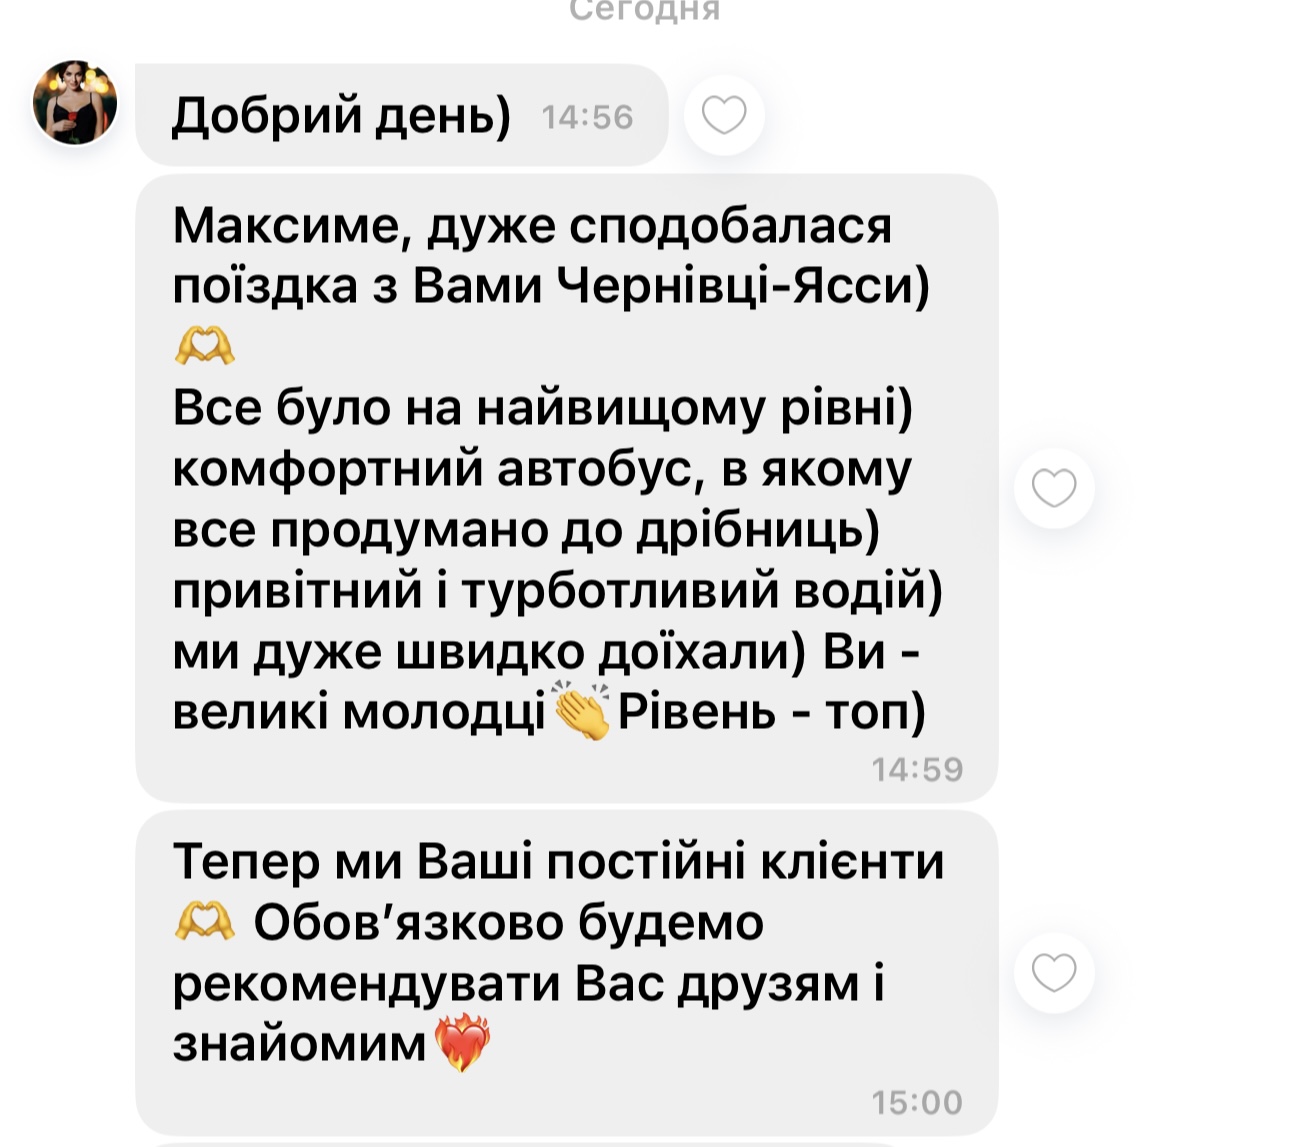 Сегодня
Добрий день) 14:56
Максиме, дуже сподобалася
поїздка з Вами Чернівці-Ясси)
🫶
Все було на найвищому рівні)
комфортний автобус, в якому
все продумано до дрібниць)
привітний і турботливий водій)
ми дуже швидко доїхали) Ви -
великі молодці👏Рівень - топ)
14:59
Тепер ми Ваші постійні клієнти
🫶 Обов’язково будемо
рекомендувати Вас друзям і
знайомим❤️‍🔥
15:00